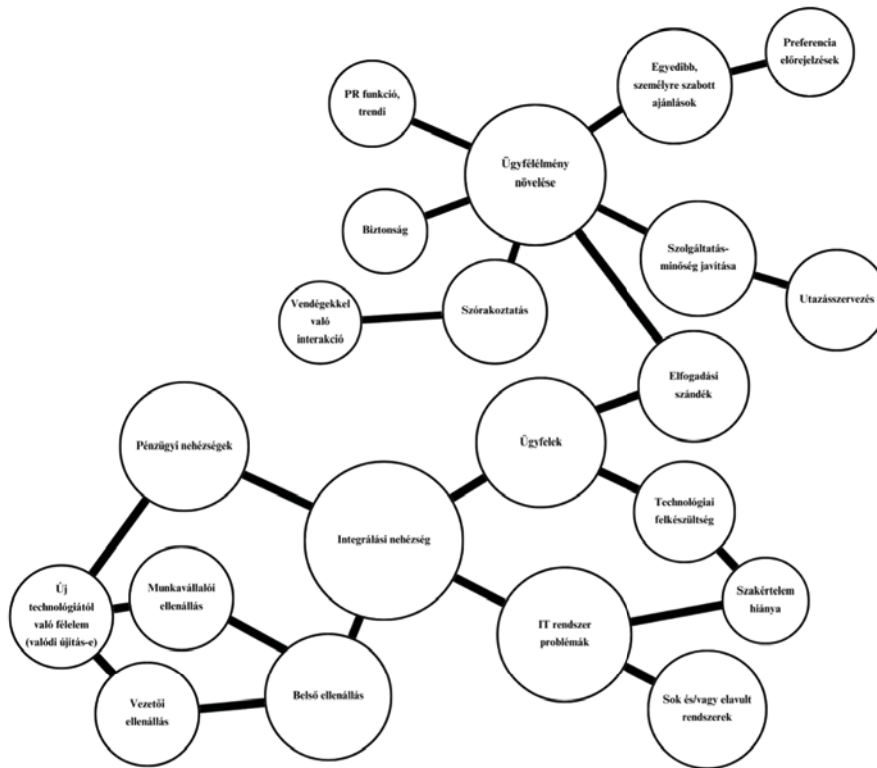 Preferencia
előrejelzések
Egyedibb,
személyre szabott
ajánlások
PR funkció,
trendi
Ügyfélélmény
növelése
Biztonság
Szolgáltatás-
minőség javítása
Utazásszervezés
Szórakoztatás
Vendégekkel
való
interakció
Elfogadási
szándék
Ügyfelek
Pénzügyi nehézségek
Technológiai
felkészültség
Integrálási nehézség
Szakértelem
hiánya
Munkavállalói
ellenállás
Új
technológiától
való félelem
(valódi újítás-e)
IT rendszer
problémák
Belső ellenállás
Vezetői
ellenállás
Sok és/vagy elavult
rendszerek